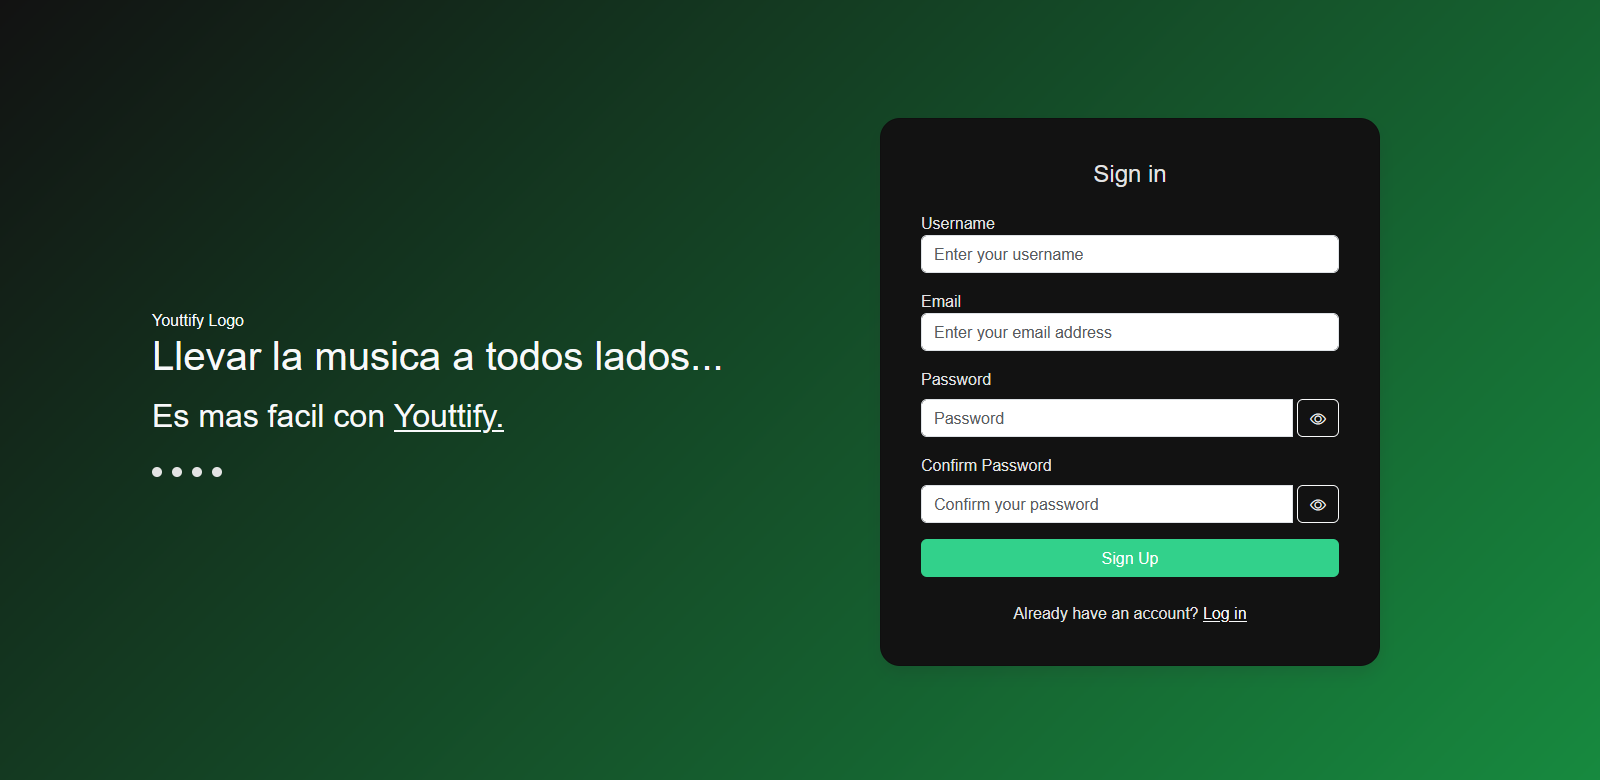 Youttify Logo
Llevar la musica a todos lados...
Es mas facil con Youttify.
Sign in
Username
Enter your username
Email
Enter your email address
Password
Password
Confirm Password
Confirm your password
Sign Up
Already have an account? Log in